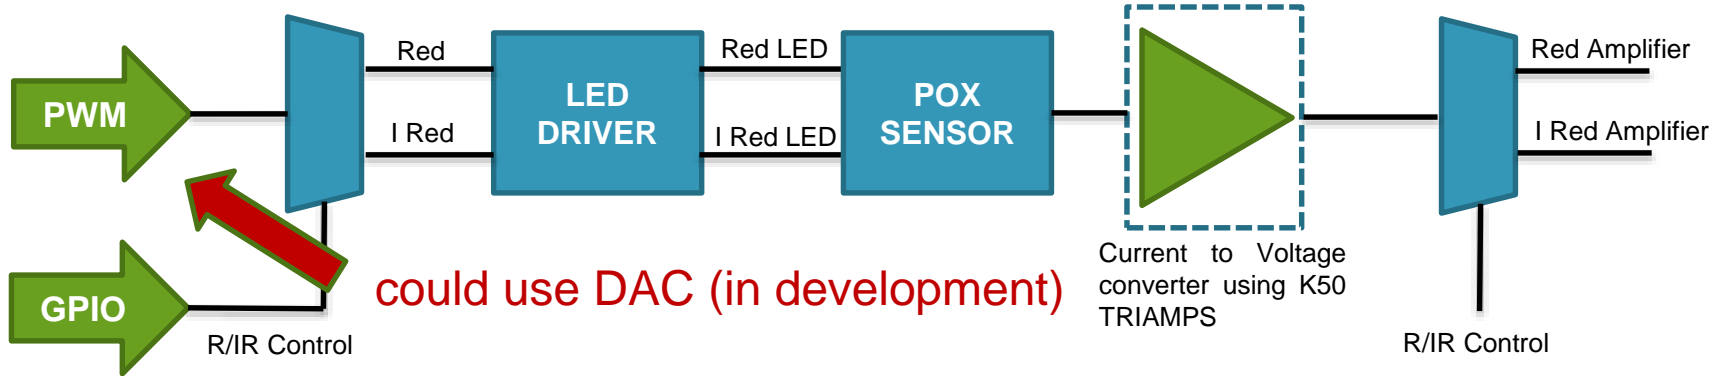 PWM
Red
I Red
LED
DRIVER
Red LED
I Red LED
POX
SENSOR
Red Amplifier
I Red Amplifier
GPIO
R/IR Control
could use DAC (in development)
Current to Voltage
converter using K50
TRIAMPS
R/IR Control